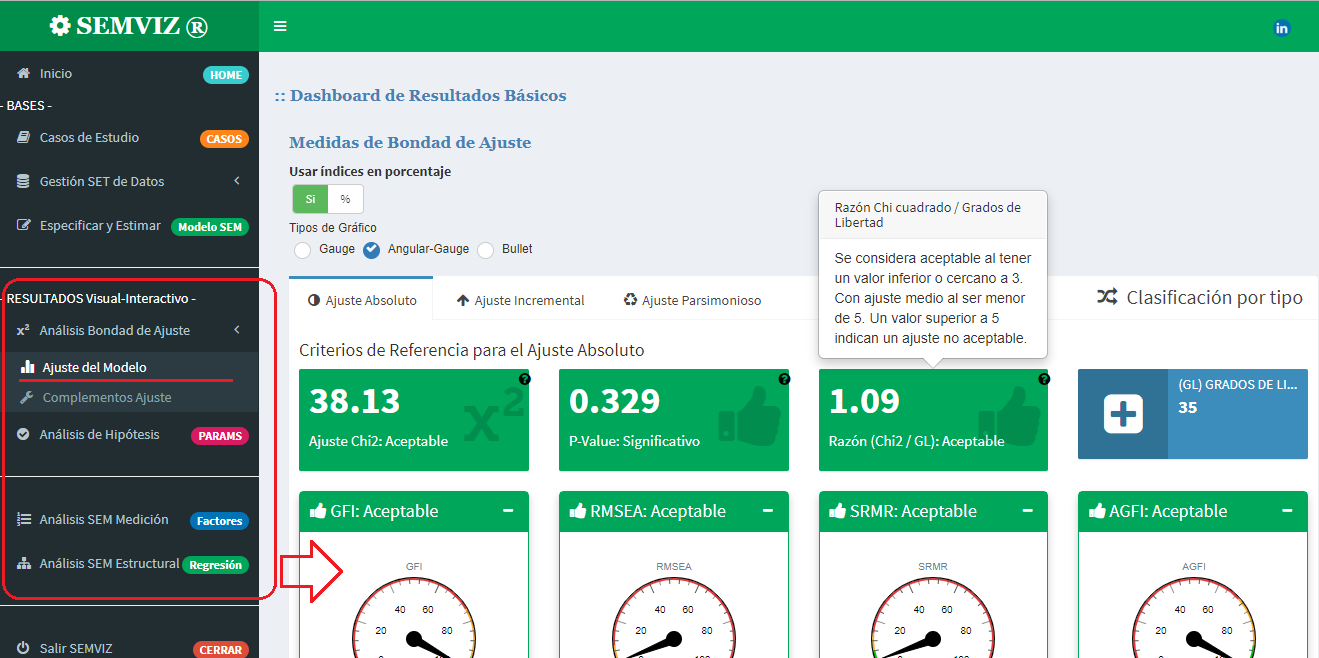 SEMVIZ ®
in
Inicio
HOME
- BASES -
Casos de Estudio
CASOS
Gestión SET de Datos
Especificar y Estimar
Modelo SEM
RESULTADOS Visual-Interactivo -
x² Análisis Bondad de Ajuste
Ajuste del Modelo
Complementos Ajuste
Análisis de Hipótesis
PARAMS
Análisis SEM Medición
Factores
Análisis SEM Estructural
Regresión
Salir SEMVIZ
CERRAR
:: Dashboard de Resultados Básicos
Medidas de Bondad de Ajuste
Usar índices en porcentaje
Si
%
Tipos de Gráfico
Gauge
Angular-Gauge
Bullet
Razón Chi cuadrado / Grados de
Libertad
Se considera aceptable al tener
un valor inferior o cercano a 3.
Con ajuste medio al ser menor
de 5. Un valor superior a 5
indican un ajuste no aceptable.
Ajuste Absoluto
Ajuste Incremental
Ajuste Parsimonioso
Clasificación por tipo
Criterios de Referencia para el Ajuste Absoluto
38.13
x²
Ajuste Chi2: Aceptable
?
0.329
P-Value: Significativo
?
1.09
Razón (Chi2 / GL): Aceptable
?
(GL) GRADOS DE LI...
35
GFI: Aceptable
GFI
20
40
60
80
RMSEA: Aceptable
RMSEA
20
40
60
80
SRMR: Aceptable
SRMR
20
40
60
80
AGFI: Aceptable
AGFI
20
40
60
80